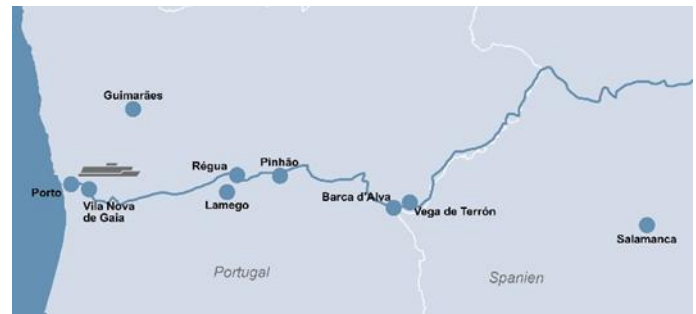 Guimarães
Régua
Pinhão
Porto
Vila Nova
de Gaia
Lamego
Barca d'Alva
Vega de Terrón
Salamanca
Portugal
Spanien